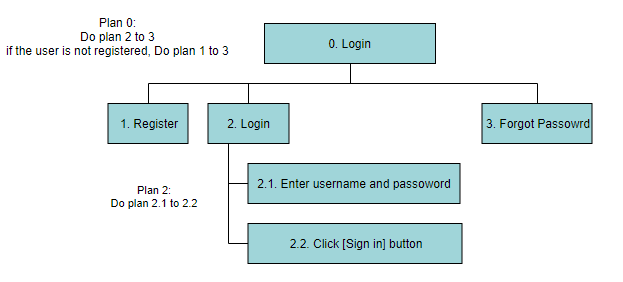 Plan 0:
Do plan 2 to 3
if the user is not registered, Do plan 1 to 3
0. Login
1. Register
2. Login
3. Forgot Passowrd
2.1. Enter username and passoword
Plan 2:
Do plan 2.1 to 2.2
2.2. Click [Sign in] button